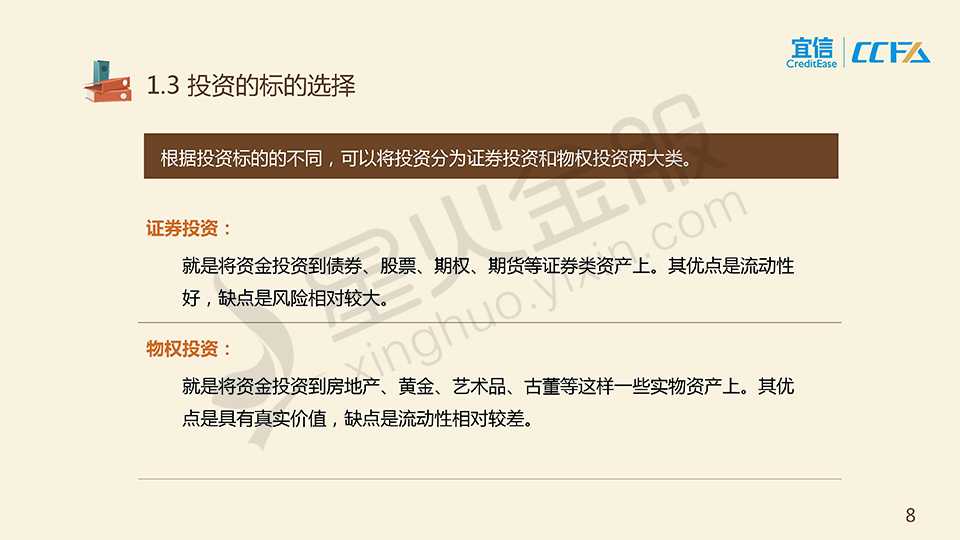 宜信
CreditEase
CCFA
1.3 投资的标的选择
根据投资标的的不同，可以将投资分为证券投资和物权投资两大类。
证券投资：
就是将资金投资到债券、股票、期权、期货等证券类资产上。其优点是流动性
好，缺点是风险相对较大。
物权投资：
就是将资金投资到房地产、黄金、艺术品、古董等这样一些实物资产上。其优
点是具有真实价值，缺点是流动性相对较差。
星火金服
xinghuo.yixin.com
8